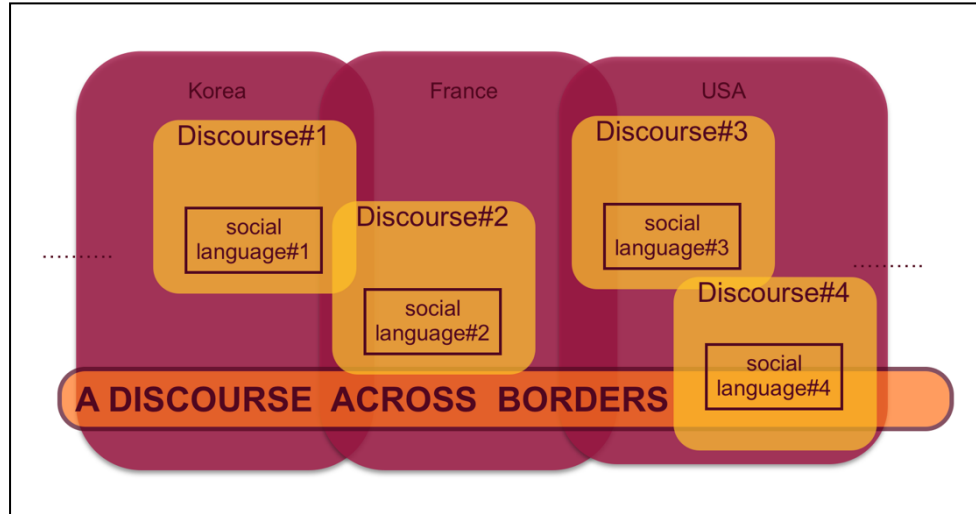 Korea
France
USA
Discourse#1
Discourse#3
Discourse#2
social
language#1
social
language#3
Discourse#4
social
language#2
social
language#4
A DISCOURSE ACROSS BORDERS